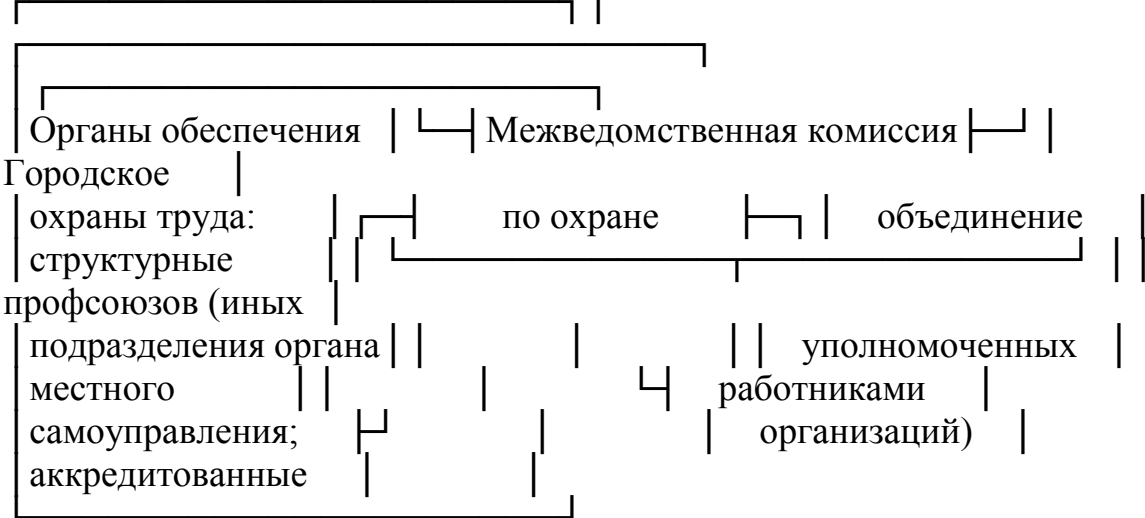 Органы обеспечения Межведомственная комиссия
Городское
охраны труда: по охране объединение
структурные
профсоюзов (иных
подразделения органа уполномоченных
местного работниками
самоуправления; организаций)
аккредитованные